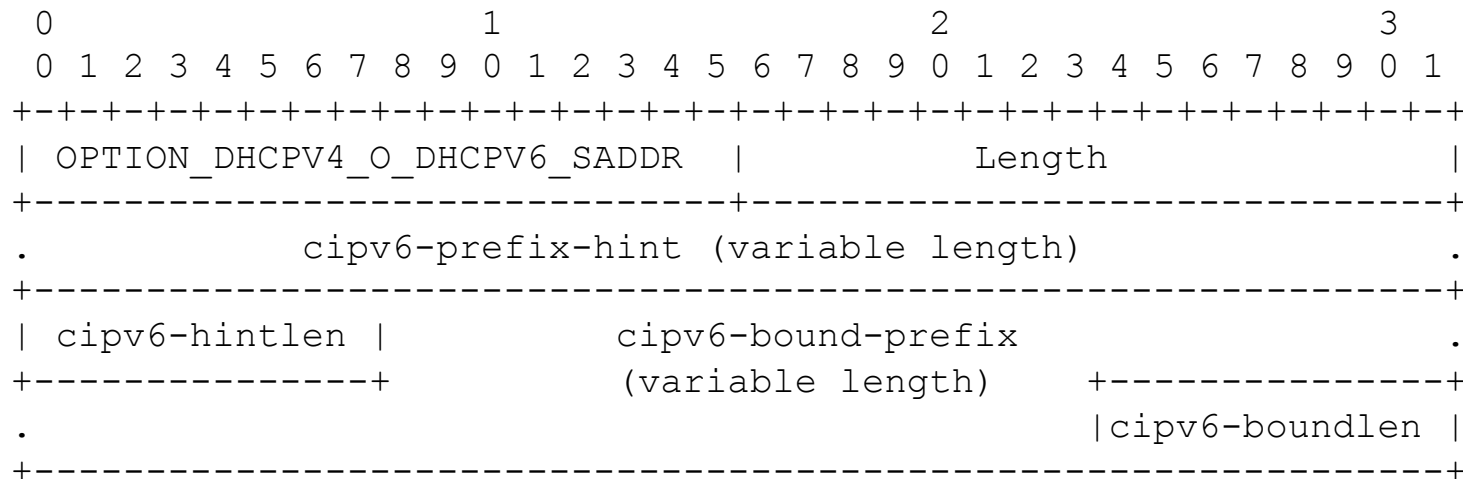 0                   1                   2                   3
0 1 2 3 4 5 6 7 8 9 0 1 2 3 4 5 6 7 8 9 0 1 2 3 4 5 6 7 8 9 0 1
+-+-+-+-+-+-+-+-+-+-+-+-+-+-+-+-+-+-+-+-+-+-+-+-+-+-+-+-+-+-+-+-+
| OPTION_DHCPV4_O_DHCPV6_SADDR  |          Length               |
+-------------------------------+-------------------------------+
.            cipv6-prefix-hint (variable length)                .
+---------------------------------------------------------------+
| cipv6-hintlen |          cipv6-bound-prefix                   .
+---------------+          (variable length)    +---------------+
.                                               |cipv6-boundlen |
+---------------------------------------------------------------+